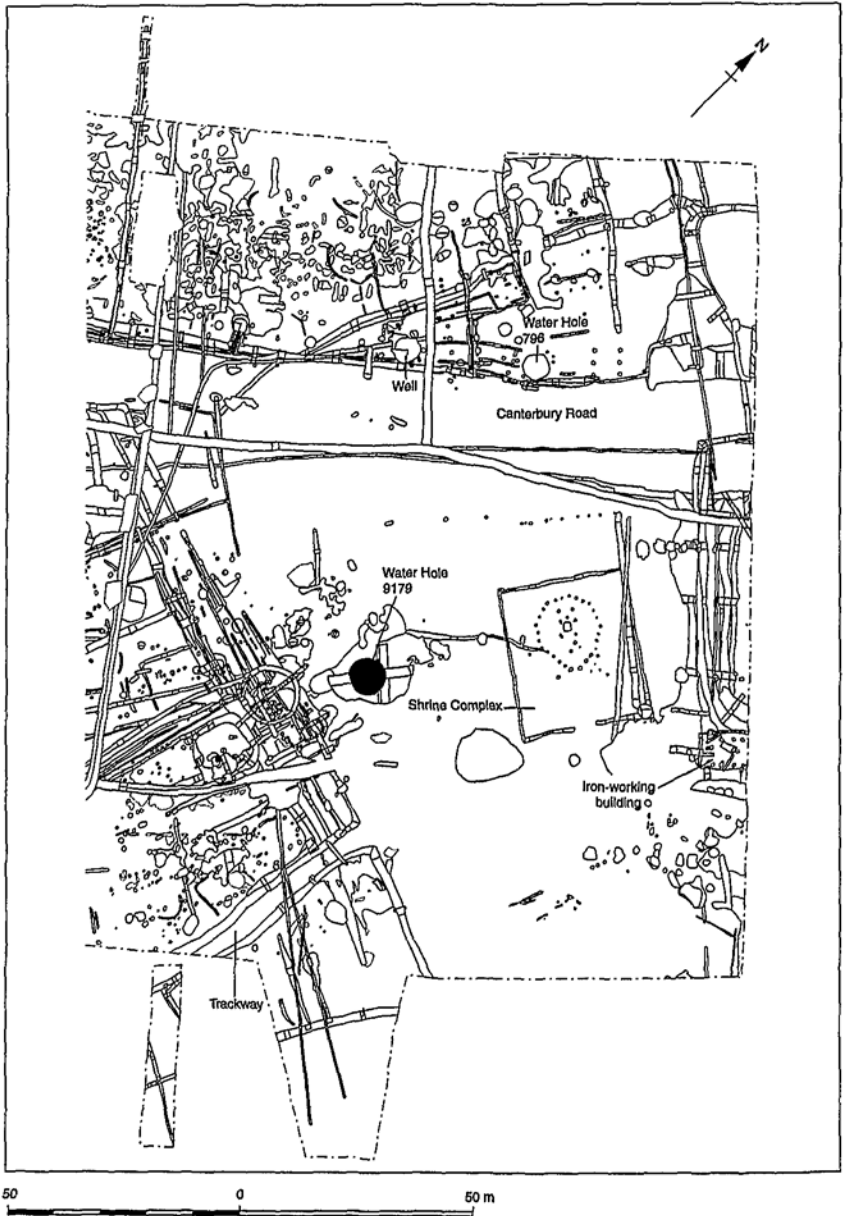 N
Water Hole
796
Well
Canterbury Road
Water Hole
9179
Shrine Complex
Iron-working
building
Trackway
50 0 50 m